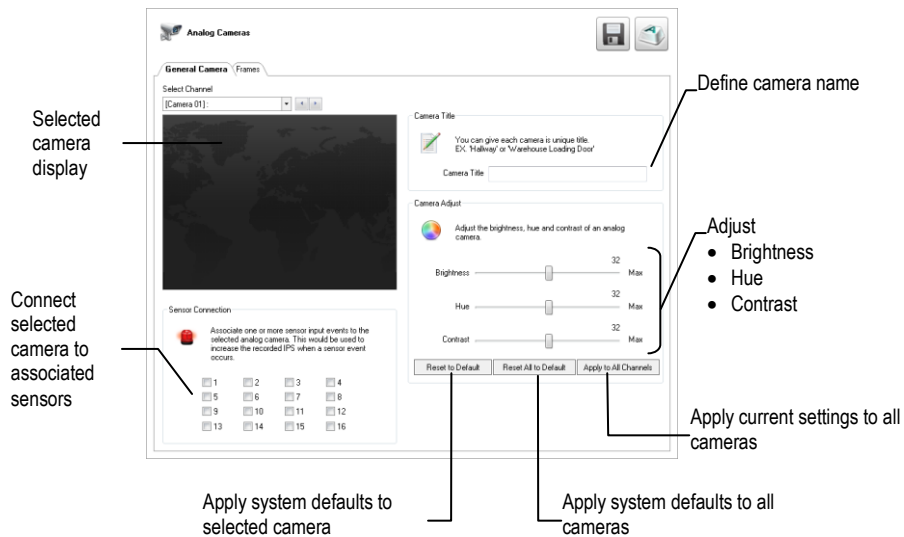 Analog Cameras
General Camera
Frames
Select Channel
[Camera 01] :
Selected
camera
display
Camera Title
You can give each camera is unique title.
EX. 'Hallway' or 'Warehouse Loading Door'
Camera Title
Define camera name
Camera Adjust
Adjust the brightness, hue and contrast of an analog
camera.
32
Brightness Max
32
Hue Max
32
Contrast Max
Reset to Default Reset All to Default Apply to All Channels
Adjust
• Brightness
• Hue
• Contrast
Connect
selected
camera to
associated
sensors
Sensor Connection
Associate one or more sensor input events to the
selected analog camera. This would be used to
increase the recorded IPS when a sensor event
occurs.
1 2 3 4
5 6 7 8
9 10 11 12
13 14 15 16
Apply current settings to all
cameras
Apply system defaults to
selected camera
Apply system defaults to all
cameras